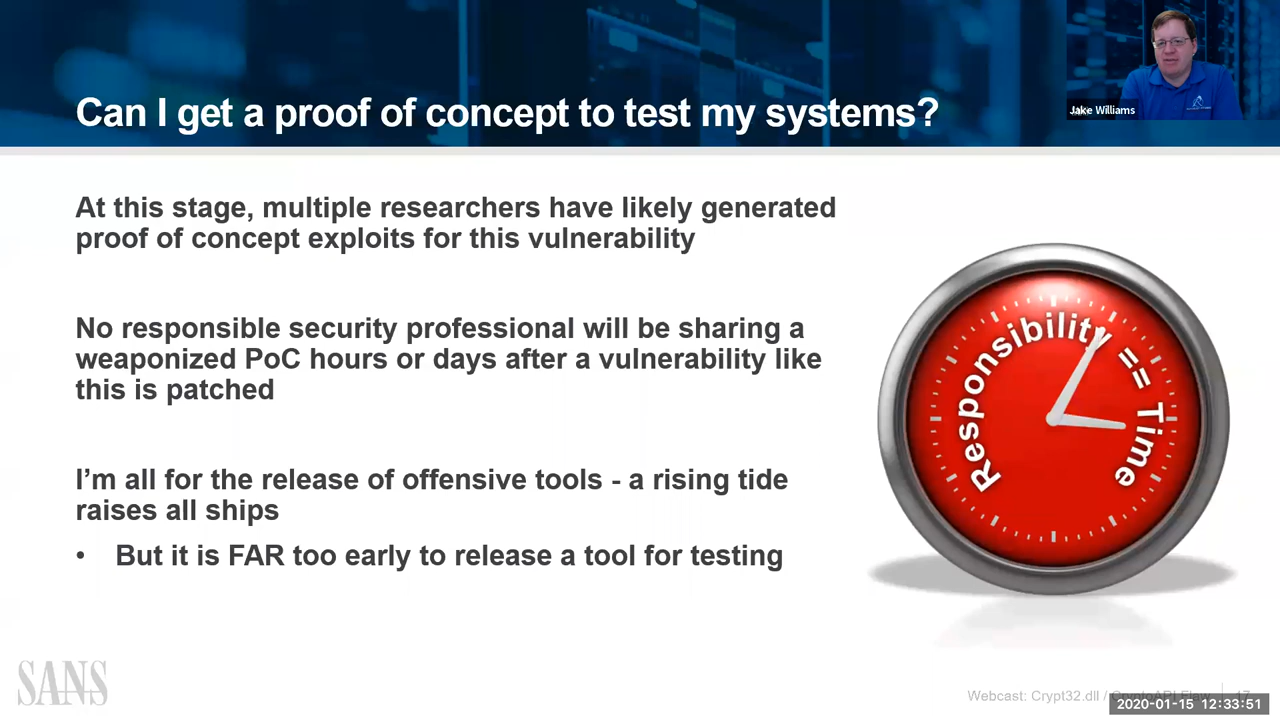 Can I get a proof of concept to test my systems?
Jake Williams
At this stage, multiple researchers have likely generated
proof of concept exploits for this vulnerability
No responsible security professional will be sharing a
weaponized PoC hours or days after a vulnerability like
this is patched
I’m all for the release of offensive tools - a rising tide
raises all ships
• But it is FAR too early to release a tool for testing
Responsibility == Time
SANS
Webcast: Crypt32.dll / CryptoAPI Flaw | 17
2020-01-15 12:33:51